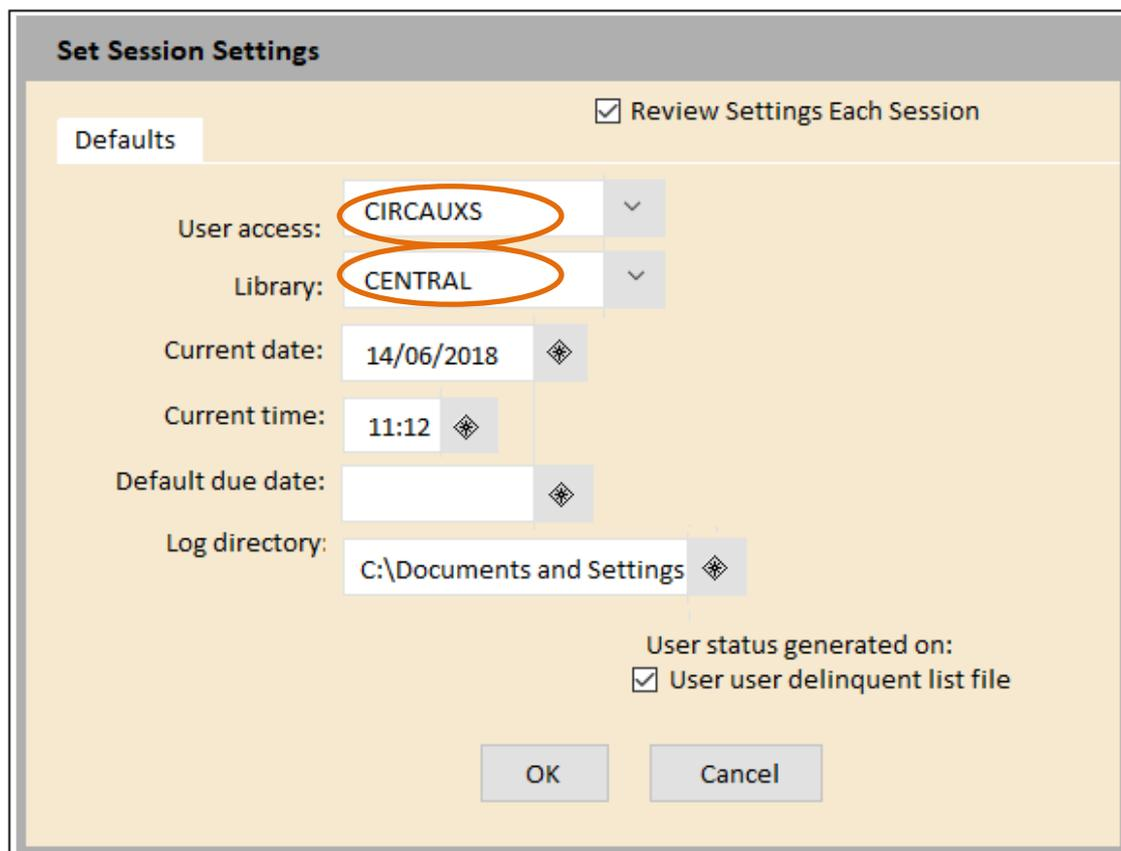 Set Session Settings
Review Settings Each Session
Defaults
User access: CIRCAUXS
Library: CENTRAL
Current date: 14/06/2018
Current time: 11:12
Default due date:
Log directory: C:\Documents and Settings
User status generated on:
User user delinquent list file
OK Cancel